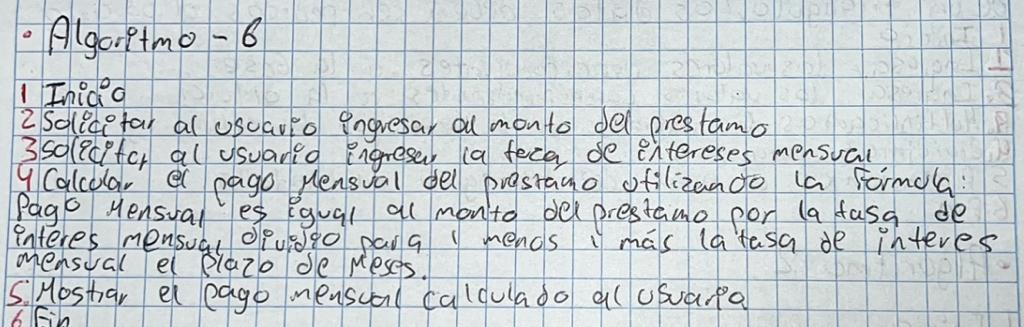 • Algoritmo - 6
1 Inicio
2 Solicitar al usuario ingresar al monto del prestamo
3 solicitar al usuario ingresar la teza de intereses mensual
4 Calcular el pago Mensual del prestamo utilizando la fórmula:
Pago Mensual es igual al monto del prestamo por la tasa de
interes mensual dividio para 1 menos 1 más la tasa de interes
mensual el plazo de Meses.
5. Mostrar el pago mensual calculado al usuario
6 Fin